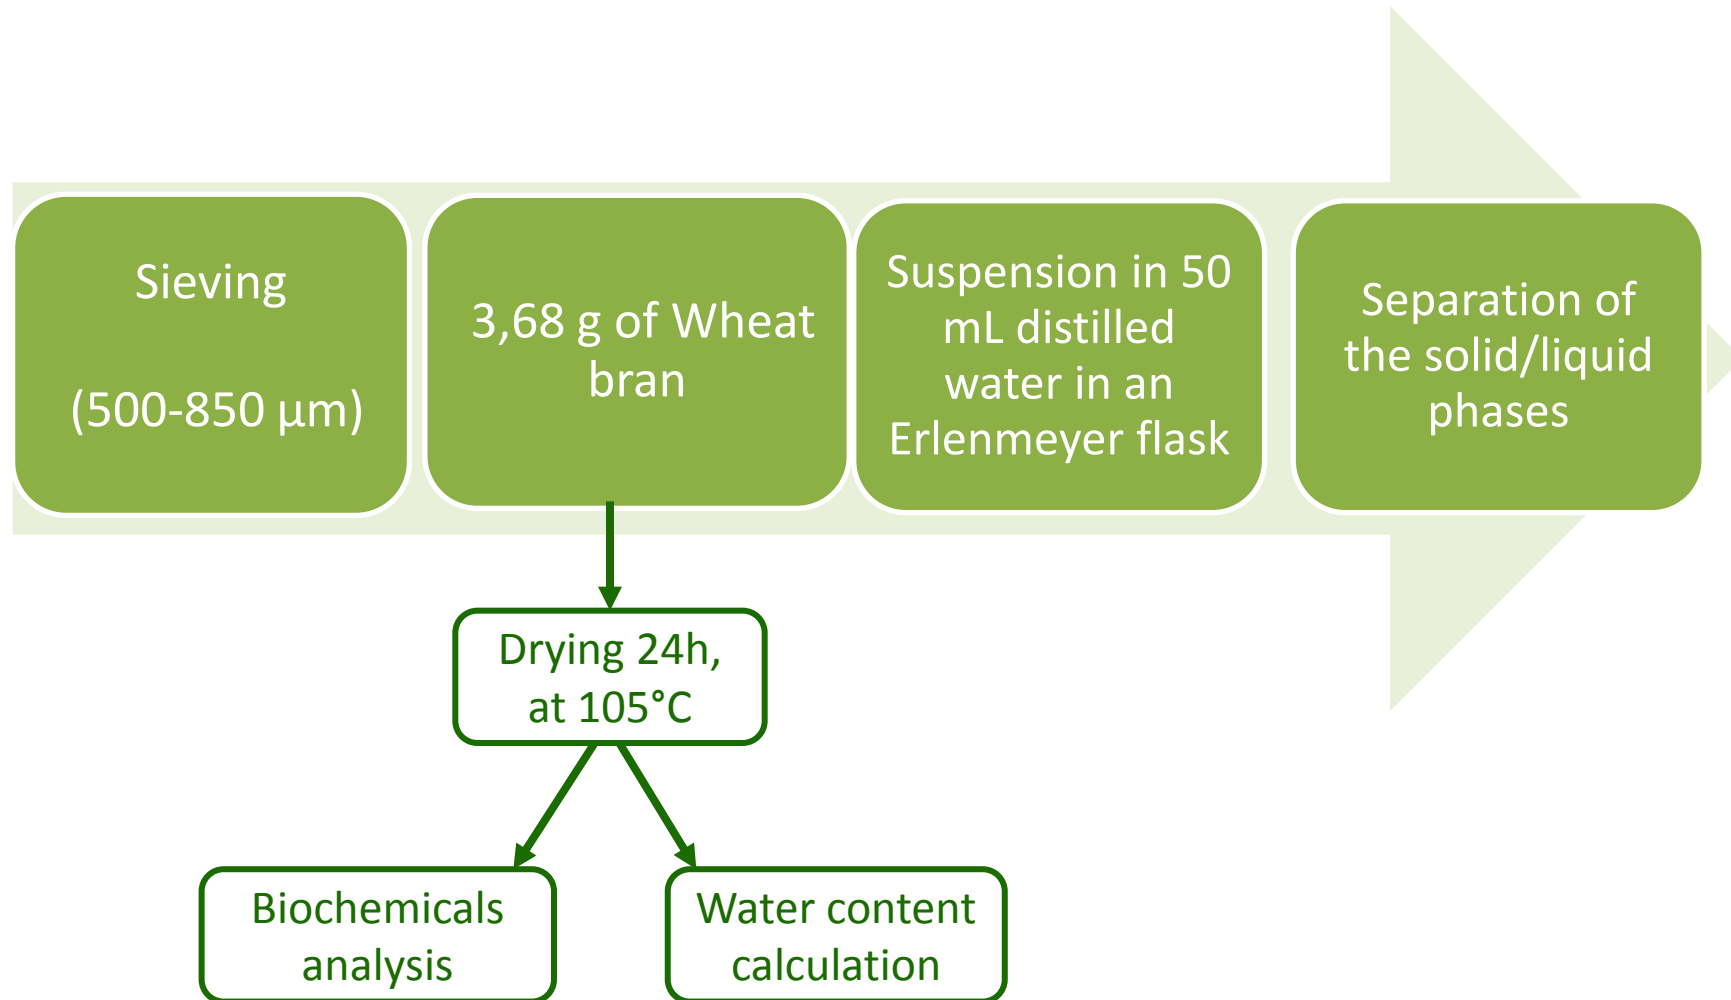 Sieving
(500-850 µm)
3,68 g of Wheat
bran
Suspension in 50
mL distilled
water in an
Erlenmeyer flask
Separation of
the solid/liquid
phases
Drying 24h,
at 105°C
Biochemicals
analysis
Water content
calculation